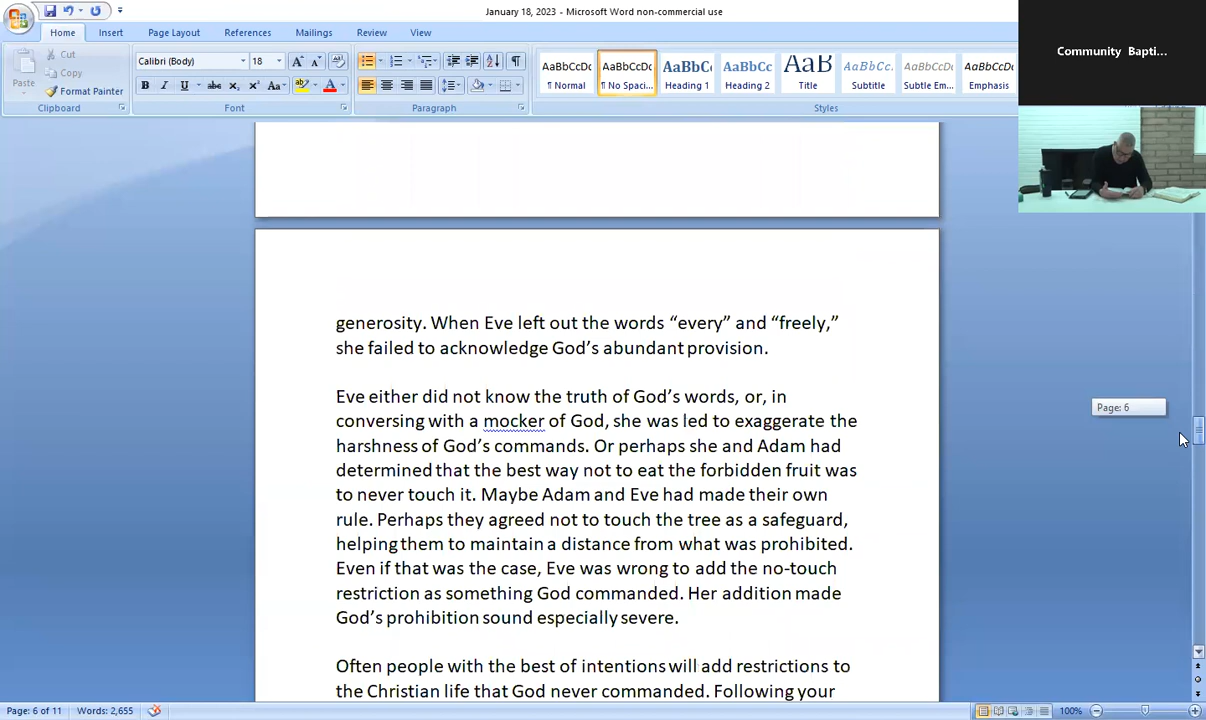 January 18, 2023 - Microsoft Word non-commercial use
Home Insert Page Layout References Mailings Review View
Cut
Copy
Paste
Format Painter
Clipboard
Calibri (Body) 18
Font
Paragraph
AaBbCcDc AaBbCcDc AaBbC AaBbCc AaB AaBbCc AaBbCcDc AaBbCcDc
¶ Normal ¶ No Spaci... Heading 1 Heading 2 Title Subtitle Subtle Em... Emphasis
Styles
Community Bapti...
generosity. When Eve left out the words “every” and “freely,”
she failed to acknowledge God’s abundant provision.
Eve either did not know the truth of God’s words, or, in
conversing with a mocker of God, she was led to exaggerate the
harshness of God’s commands. Or perhaps she and Adam had
determined that the best way not to eat the forbidden fruit was
to never touch it. Maybe Adam and Eve had made their own
rule. Perhaps they agreed not to touch the tree as a safeguard,
helping them to maintain a distance from what was prohibited.
Even if that was the case, Eve was wrong to add the no-touch
restriction as something God commanded. Her addition made
God’s prohibition sound especially severe.
Often people with the best of intentions will add restrictions to
the Christian life that God never commanded. Following your
Page: 6
Page: 6 of 11 Words: 2,655 100%